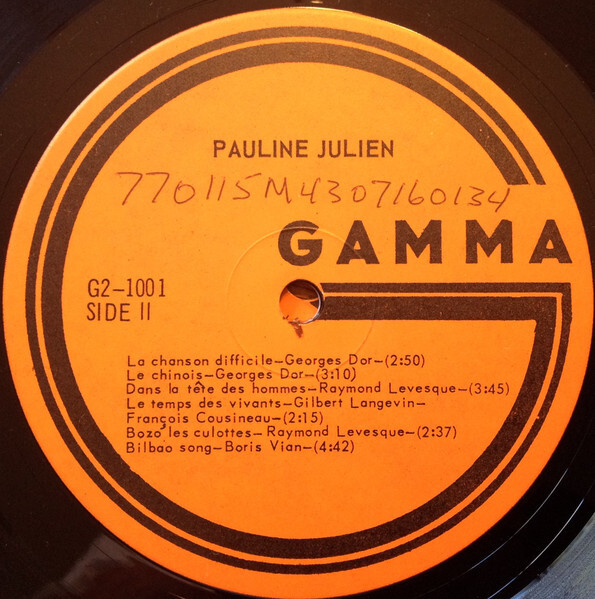 PAULINE JULIEN
770115M4307160134
GAMMA
G2-1001
SIDE II
La chanson difficile-Georges Dor-(2:50)
Le chinois-Georges Dor-(3:10)
Dans la tête des hommes-Raymond Levesque-(3:45)
Le temps des vivants-Gilbert Langevin-
François Cousineau-(2:15)
Bozo les culottes-Raymond Levesque-(2:37)
Bilbao song-Boris Vian-(4:42)